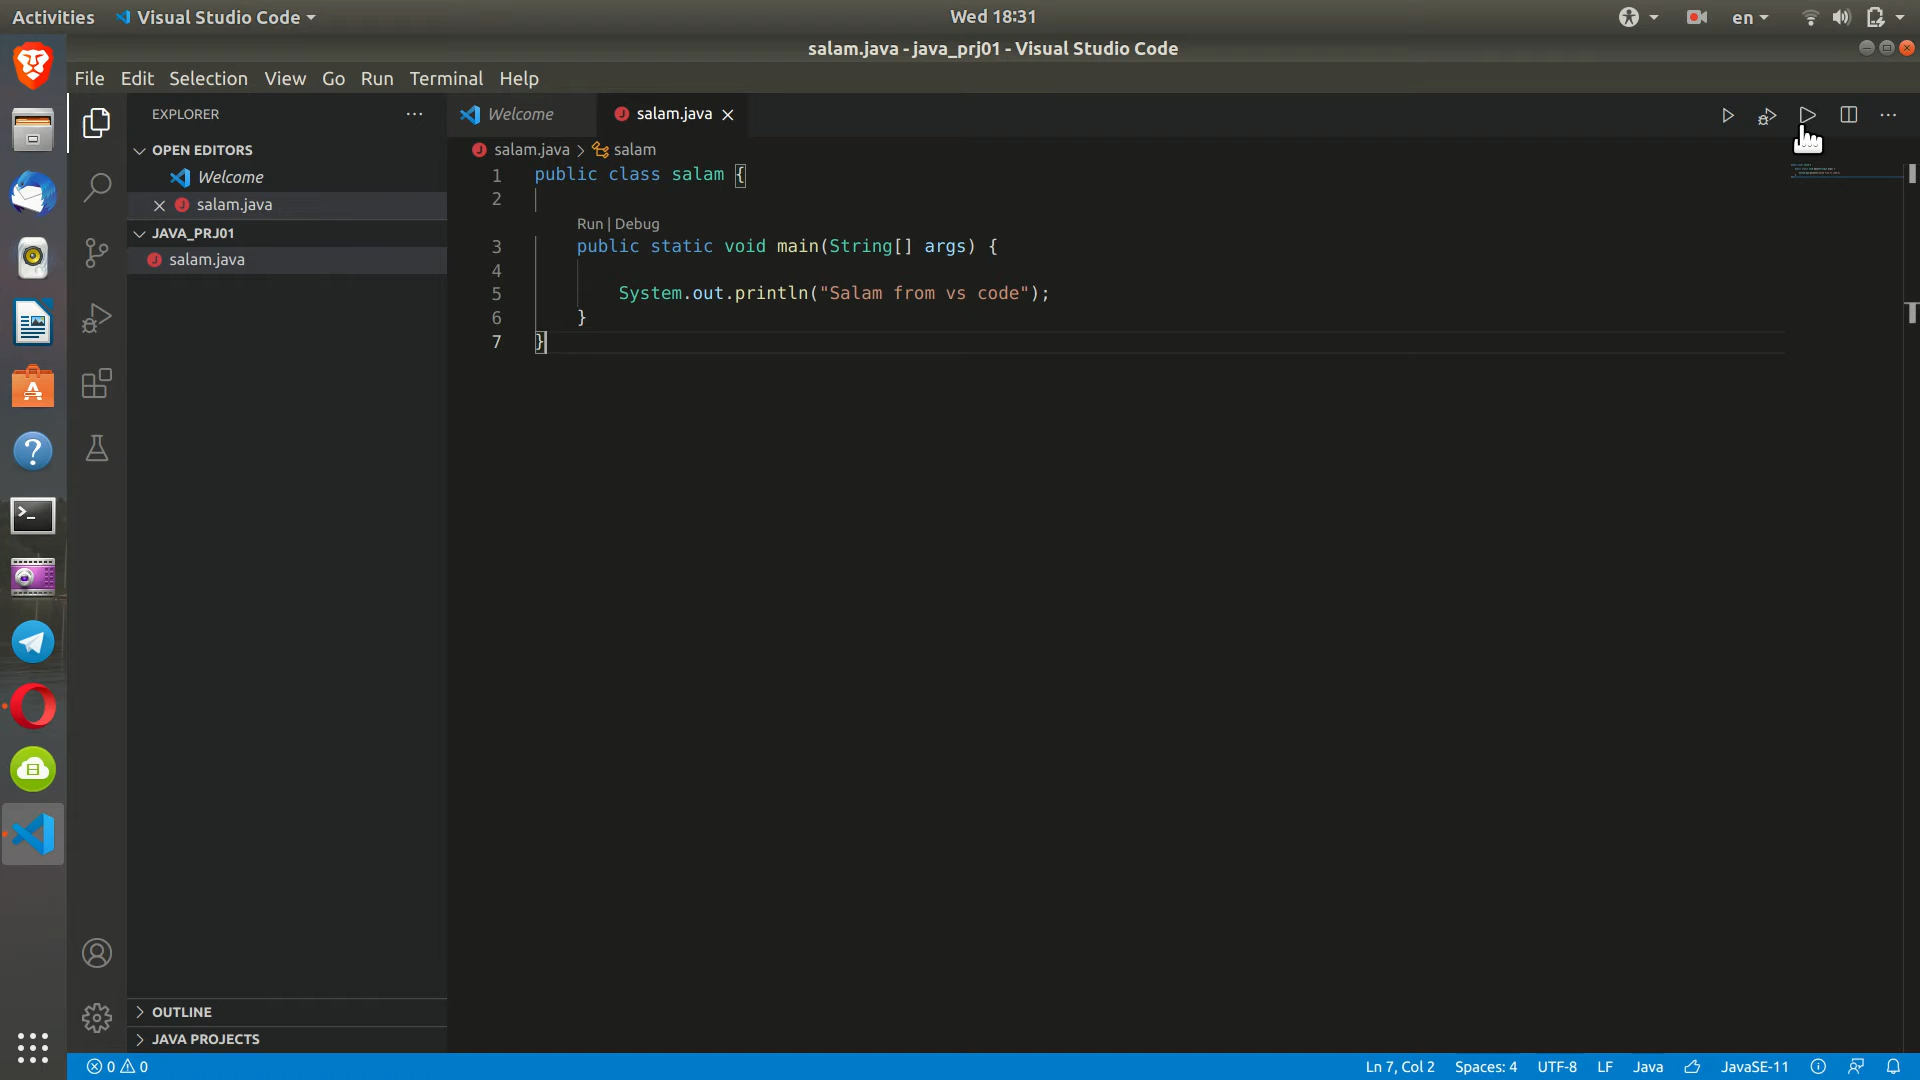 Activities Visual Studio Code Wed 18:31 en
salam.java - java_prj01 - Visual Studio Code
File Edit Selection View Go Run Terminal Help
EXPLORER
OPEN EDITORS
Welcome
salam.java
JAVA_PRJ01
salam.java
OUTLINE
JAVA PROJECTS
Welcome salam.java
salam.java > salam
1 public class salam {
2
Run | Debug
3 public static void main(String[] args) {
4
5 System.out.println("Salam from vs code");
6 }
7 }
0 0 Ln 7, Col 2 Spaces: 4 UTF-8 LF Java JavaSE-11